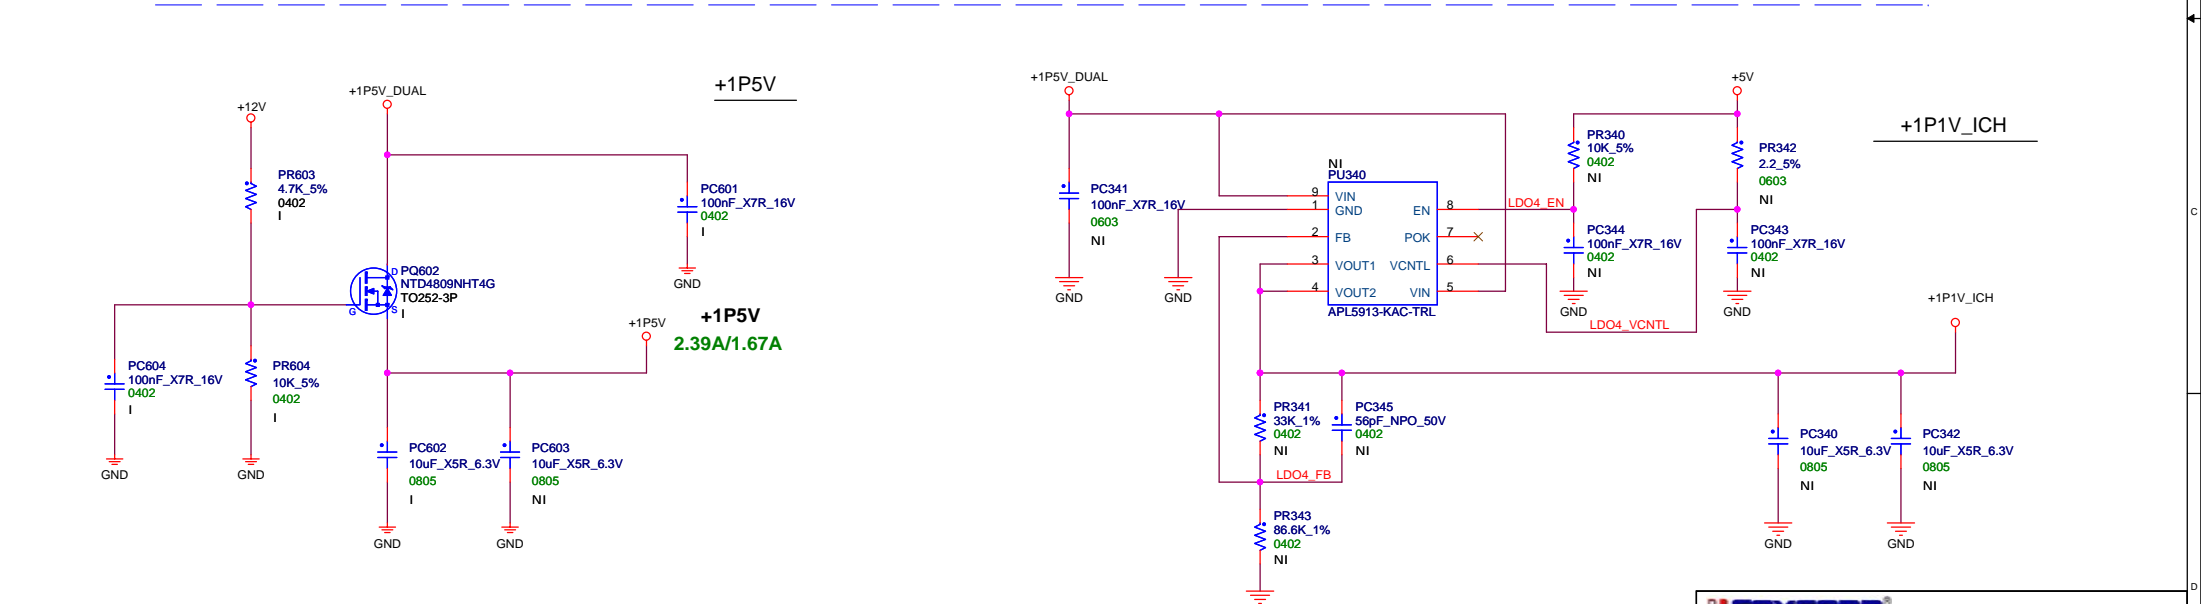 +1P5V
+1P5V_DUAL
+12V
PR603
4.7K_5%
0402
I
PC601
100nF_X7R_16V
0402
I
GND
D
PQ602
NTD4809NHT4G
TO252-3P
S
I
G
+1P5V
+1P5V
2.39A/1.67A
PC604
100nF_X7R_16V
0402
I
GND
PR604
10K_5%
0402
I
GND
PC602
10uF_X5R_6.3V
0805
I
GND
PC603
10uF_X5R_6.3V
0805
NI
GND
+1P5V_DUAL
+5V
+1P1V_ICH
PC341
100nF_X7R_16V
0603
NI
GND
GND
NI
PU340
9 VIN
1 GND
2 FB
3 VOUT1
4 VOUT2
EN 8
POK 7
VCNTL 6
VIN 5
APL5913-KAC-TRL
LDO4_EN
PR340
10K_5%
0402
NI
PR342
2.2_5%
0603
NI
PC344
100nF_X7R_16V
0402
NI
GND
PC343
100nF_X7R_16V
0402
NI
GND
LDO4_VCNTL
+1P1V_ICH
PR341
33K_1%
0402
NI
PC345
56pF_NPO_50V
0402
NI
LDO4_FB
PR343
86.6K_1%
0402
NI
PC340
10uF_X5R_6.3V
0805
NI
GND
PC342
10uF_X5R_6.3V
0805
NI
GND
C
D